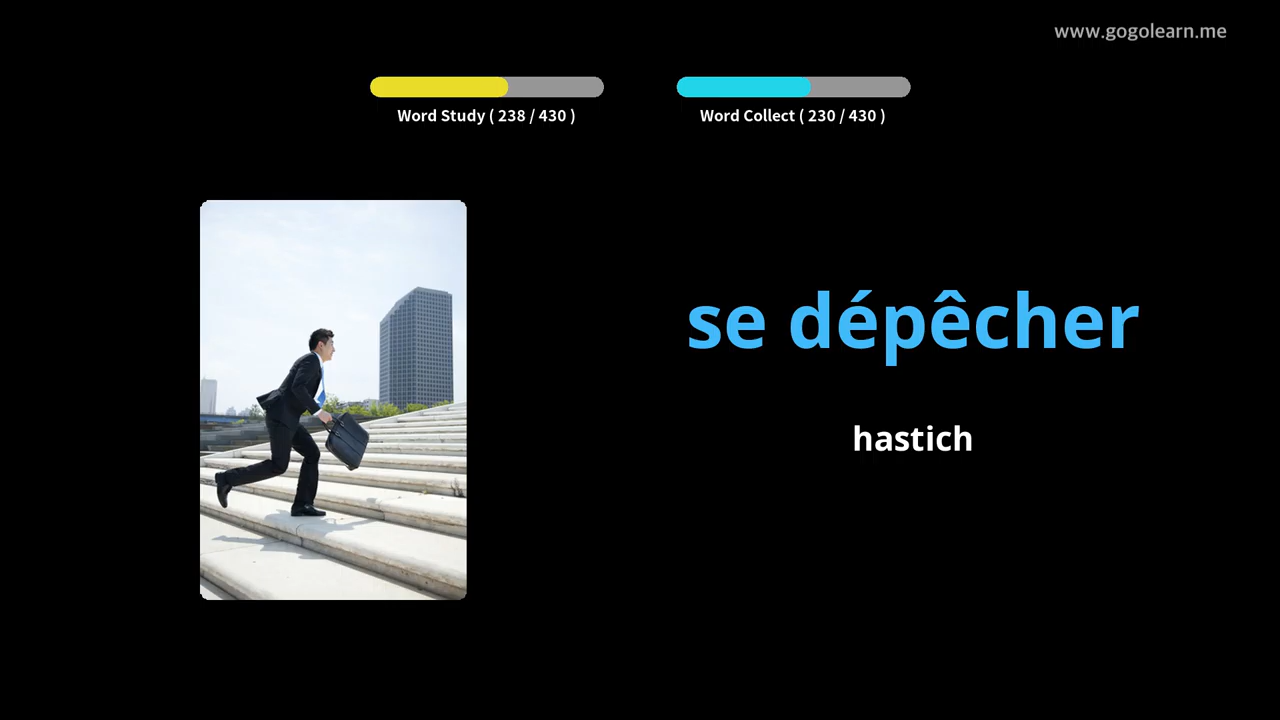 www.gogolearn.me
Word Study ( 238 / 430 )
Word Collect ( 230 / 430 )
se dépêcher
hastich